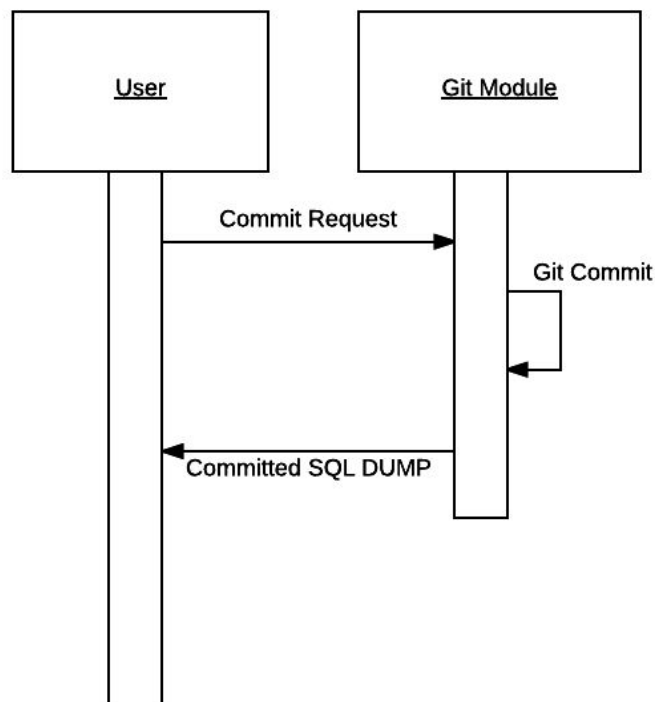 User
Git Module
Commit Request
Git Commit
Committed SQL DUMP